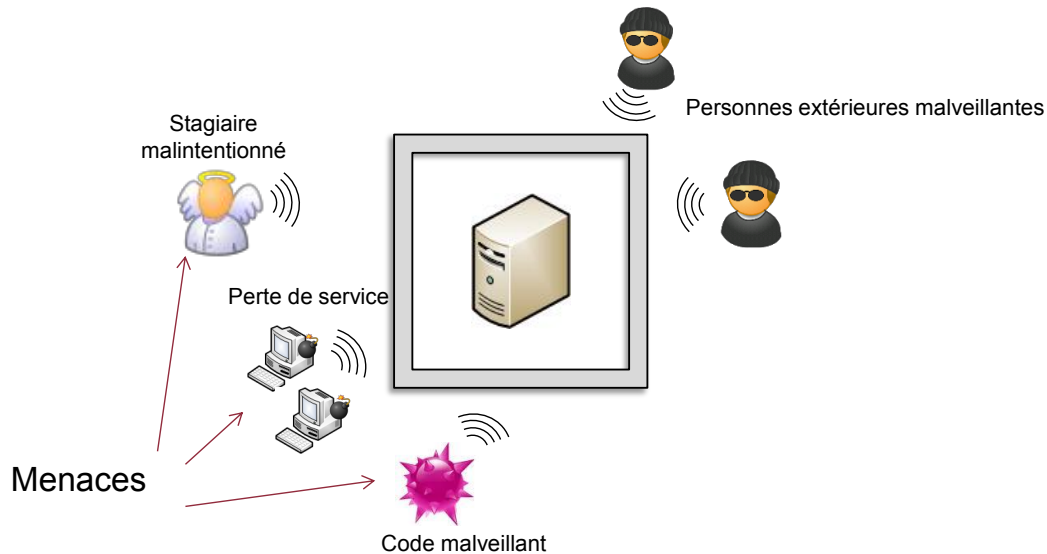 Personnes extérieures malveillantes
Stagiaire
malintentionné
Perte de service
Menaces
Code malveillant